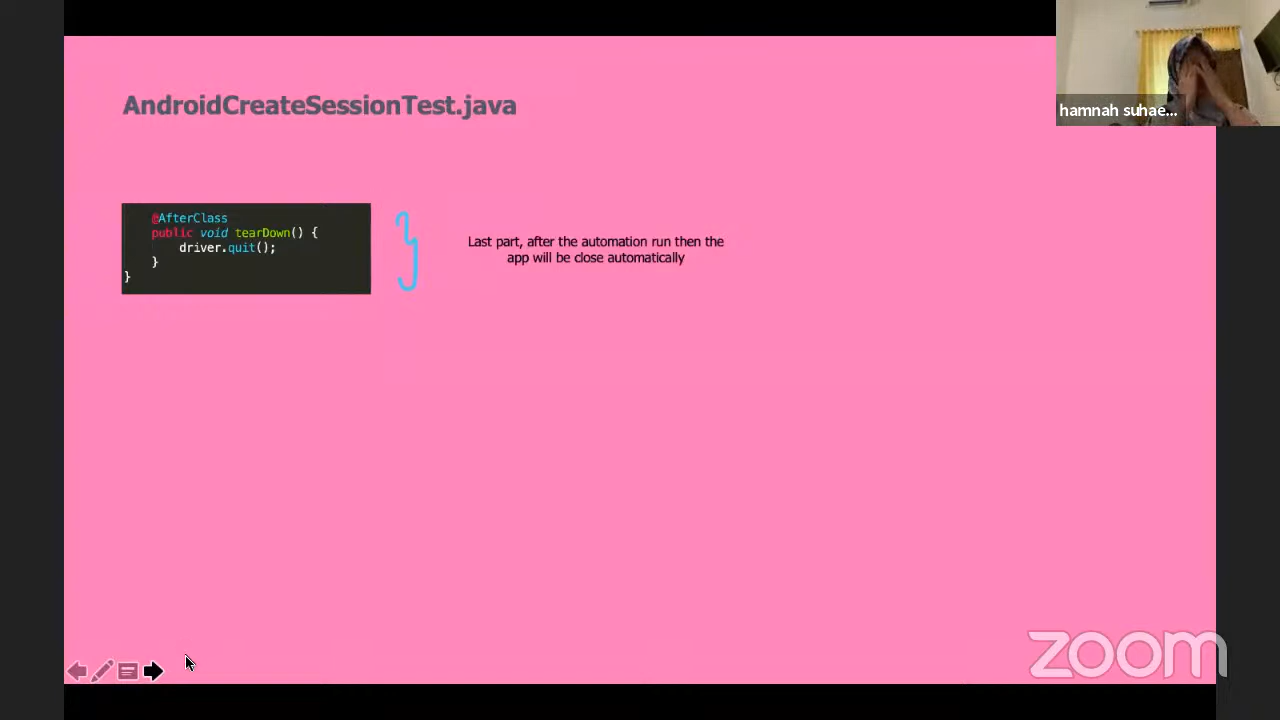 AndroidCreateSessionTest.java
hamnah suhae...
@AfterClass
public void tearDown() {
driver.quit();
}
}
Last part, after the automation run then the
app will be close automatically
zoom